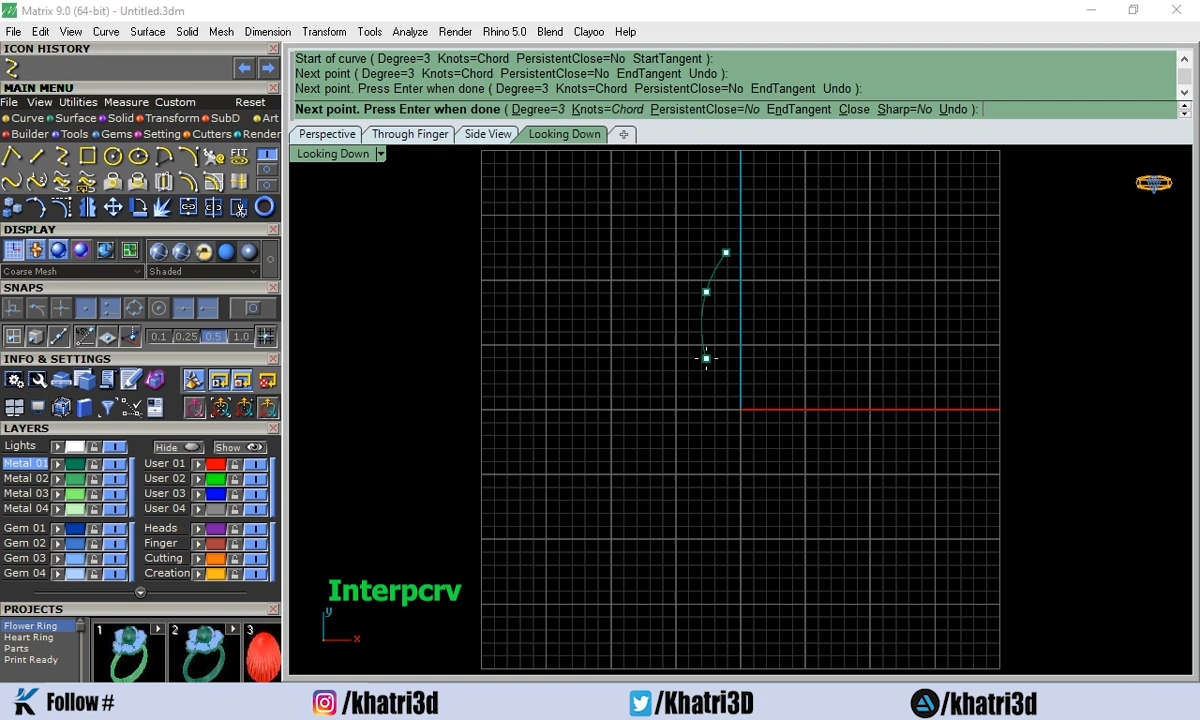 Matrix 9.0 (64-bit) - Untitled.3dm
File Edit View Curve Surface Solid Mesh Dimension Transform Tools Analyze Render Rhino 5.0 Blend Clayoo Help
ICON HISTORY
MAIN MENU
File View Utilities Measure Custom Reset
Curve Surface Solid Transform SubD Art
Builder Tools Gems Setting Cutters Render
FIT
DISPLAY
Coarse Mesh Shaded
SNAPS
0.1 0.25 0.5 1.0
INFO & SETTINGS
LAYERS
Lights Hide Show
Metal 01 User 01
Metal 02 User 02
Metal 03 User 03
Metal 04 User 04
Gem 01 Heads
Gem 02 Finger
Gem 03 Cutting
Gem 04 Creation
PROJECTS
Flower Ring
Heart Ring
Parts
Print Ready
1 2 3
Start of curve ( Degree=3 Knots=Chord PersistentClose=No StartTangent ):
Next point ( Degree=3 Knots=Chord PersistentClose=No EndTangent Undo ):
Next point. Press Enter when done ( Degree=3 Knots=Chord PersistentClose=No EndTangent Undo ):
Next point. Press Enter when done ( Degree=3 Knots=Chord PersistentClose=No EndTangent Close Sharp=No Undo ):
Perspective Through Finger Side View Looking Down
Looking Down
Interpcrv
y
x
Follow # /khatri3d /Khatri3D /khatri3d